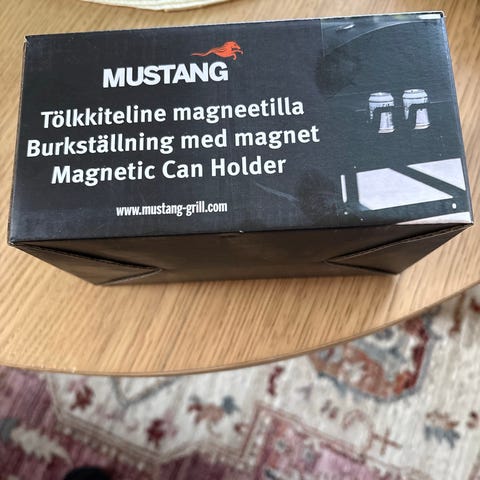 MUSTANG
Tölkkiteline magneetilla
Burkställning med magnet
Magnetic Can Holder
www.mustang-grill.com